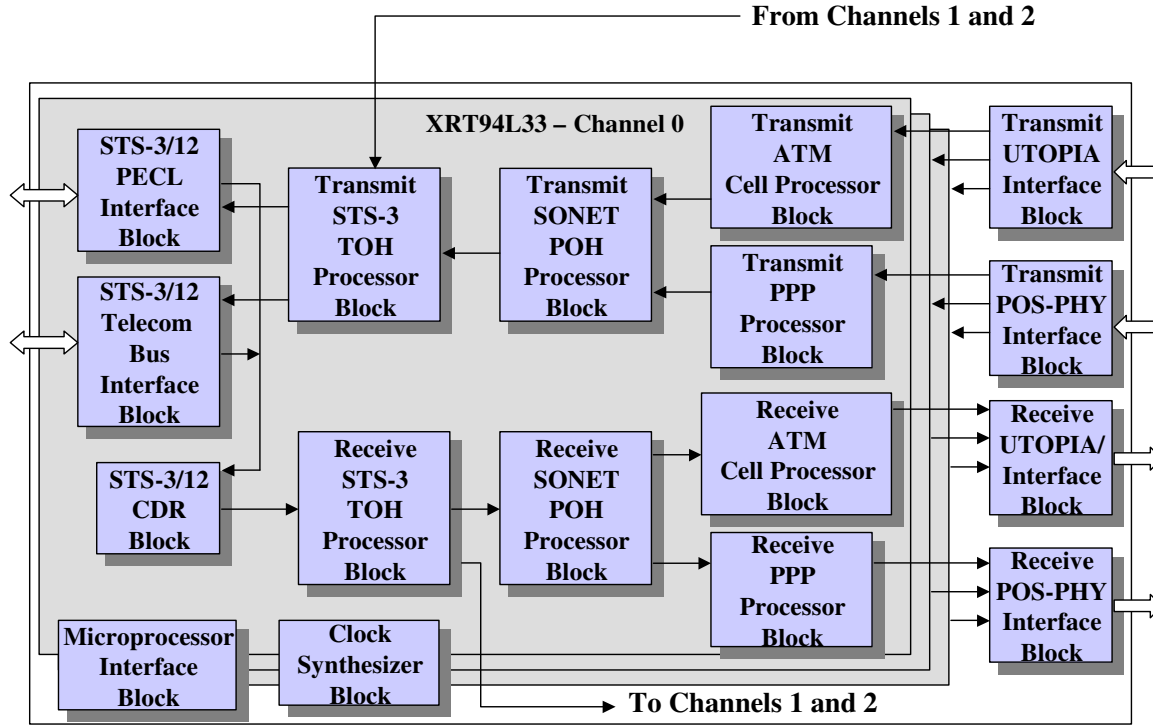 From Channels 1 and 2
XRT94L33 – Channel 0
STS-3/12
PECL
Interface
Block
Transmit
STS-3
TOH
Processor
Block
Transmit
SONET
POH
Processor
Block
Transmit
ATM
Cell Processor
Block
Transmit
UTOPIA
Interface
Block
STS-3/12
Telecom
Bus
Interface
Block
Transmit
PPP
Processor
Block
Transmit
POS-PHY
Interface
Block
STS-3/12
CDR
Block
Receive
STS-3
TOH
Processor
Block
Receive
SONET
POH
Processor
Block
Receive
ATM
Cell Processor
Block
Receive
UTOPIA/
Interface
Block
Receive
PPP
Processor
Block
Receive
POS-PHY
Interface
Block
Microprocessor
Interface
Block
Clock
Synthesizer
Block
To Channels 1 and 2